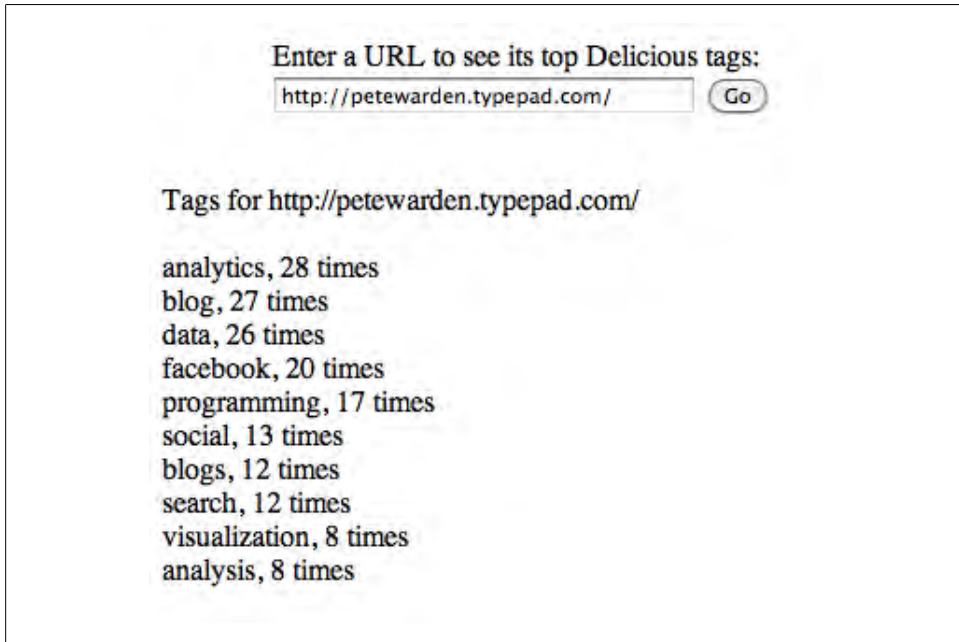 Enter a URL to see its top Delicious tags:
http://petewarden.typepad.com/ Go
Tags for http://petewarden.typepad.com/
analytics, 28 times
blog, 27 times
data, 26 times
facebook, 20 times
programming, 17 times
social, 13 times
blogs, 12 times
search, 12 times
visualization, 8 times
analysis, 8 times